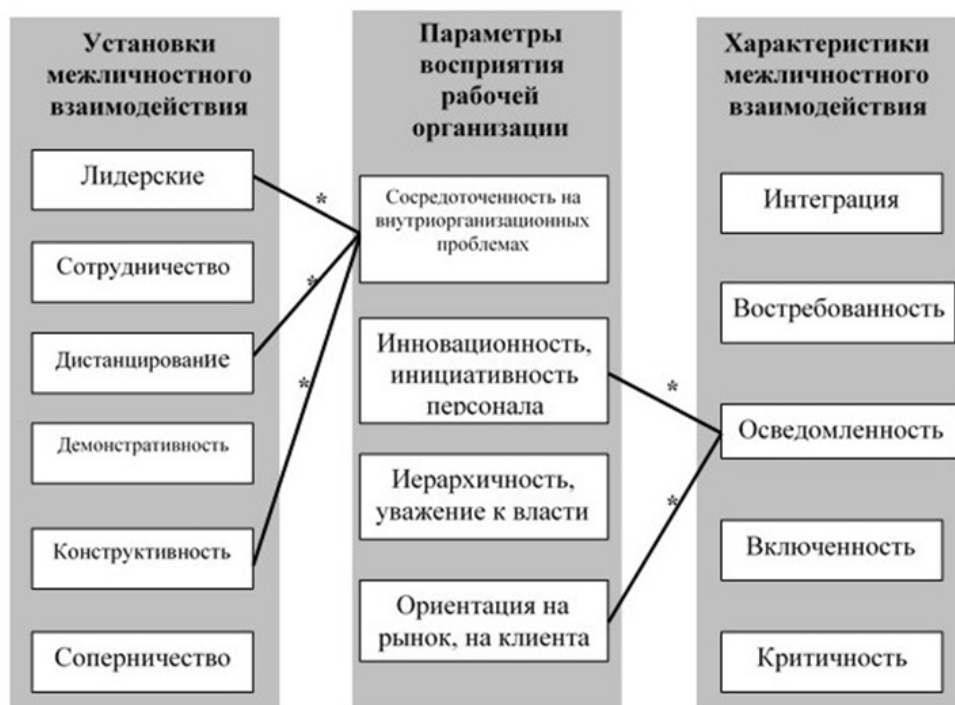 Установки
межличностного
взаимодействия
Лидерские
Сотрудничество
Дистанцирование
Демонстративность
Конструктивность
Соперничество
Параметры
восприятия
рабочей
организации
Сосредоточенность на
внутриорганизационных
проблемах
Инновационность,
инициативность
персонала
Иерархичность,
уважение к власти
Ориентация на
рынок, на клиента
Характеристики
межличностного
взаимодействия
Интеграция
Востребованность
Осведомленность
Включенность
Критичность
*
*
*
*
*